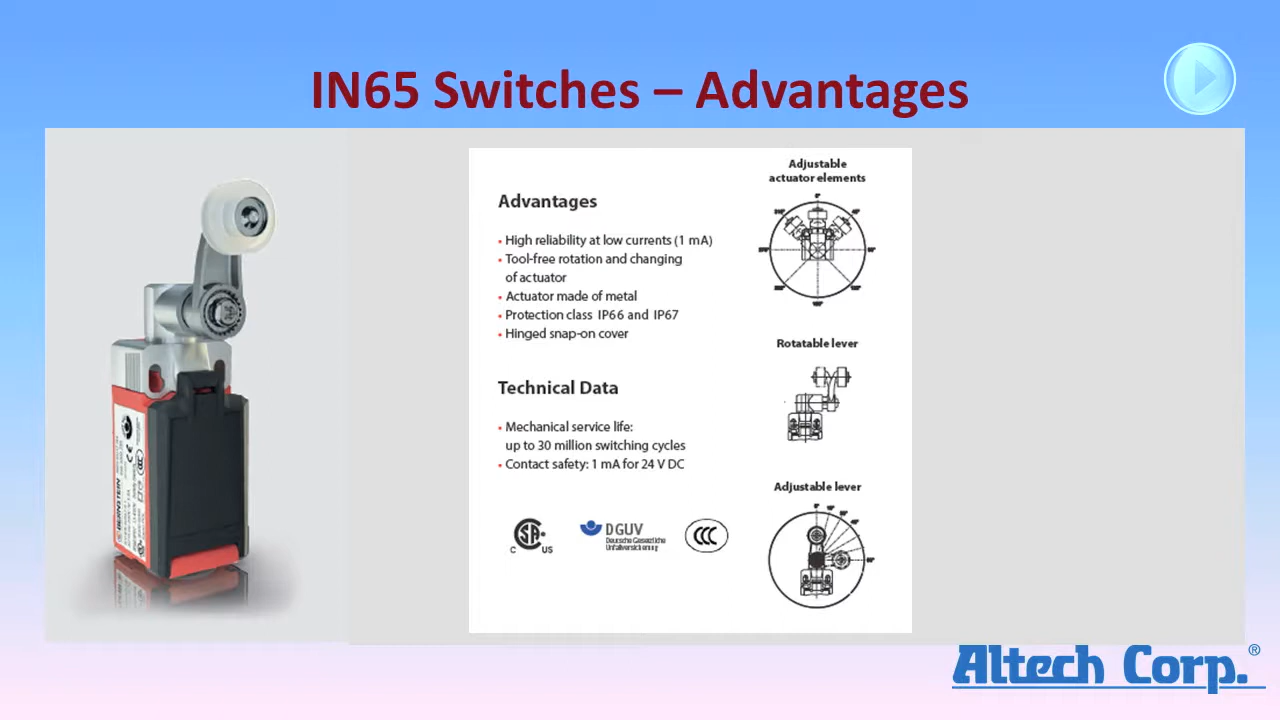 IN65 Switches – Advantages
Advantages
• High reliability at low currents (1 mA)
• Tool-free rotation and changing
of actuator
• Actuator made of metal
• Protection class IP66 and IP67
• Hinged snap-on cover
Technical Data
• Mechanical service life:
up to 30 million switching cycles
• Contact safety: 1 mA for 24 V DC
C SA US
DGUV
Deutsche Gesetzliche
Unfallversicherung
CCC
Adjustable
actuator elements
Rotatable lever
Adjustable lever
BERNSTEIN
CE
Altech Corp.®